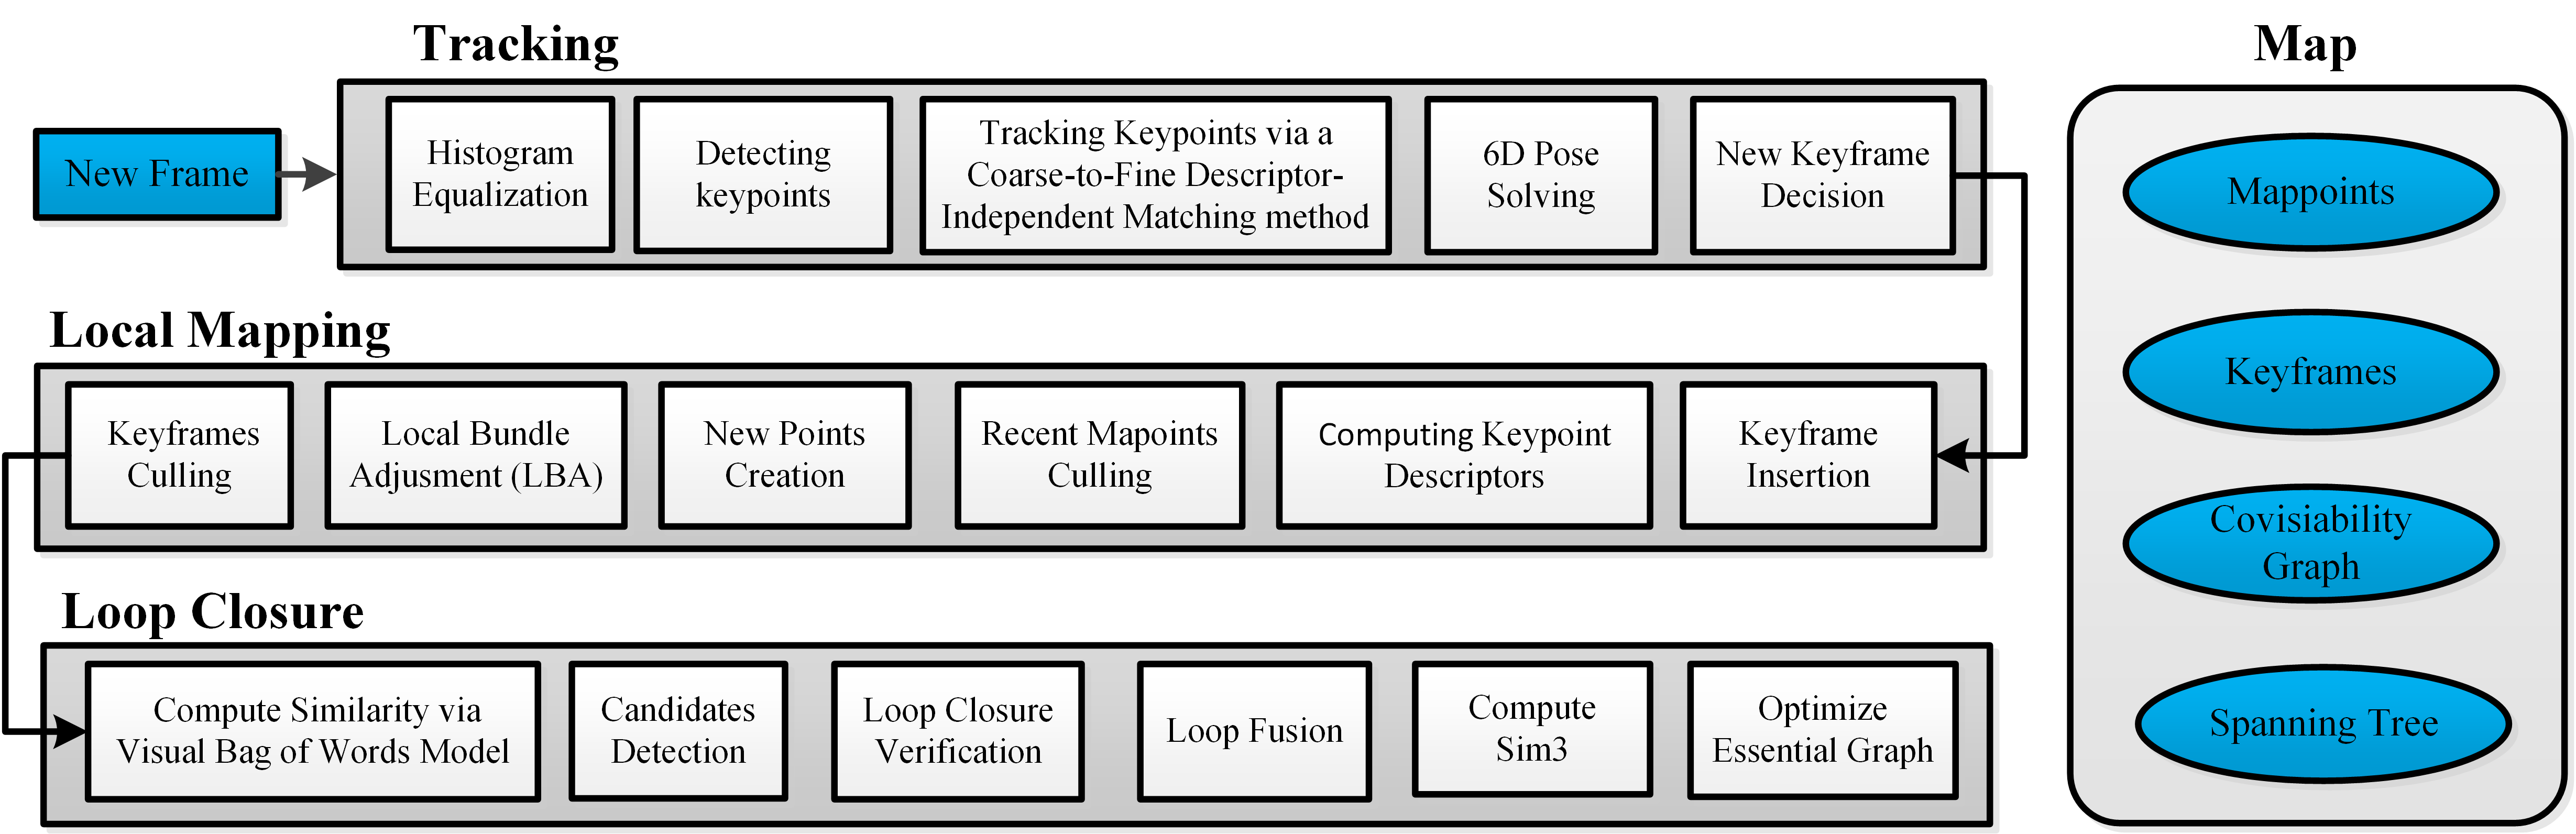 Tracking
Map
New Frame
Histogram
Equalization
Detecting
keypoints
Tracking Keypoints via a
Coarse-to-Fine Descriptor-
Independent Matching method
6D Pose
Solving
New Keyframe
Decision
Mappoints
Keyframes
Covisiability
Graph
Spanning Tree
Local Mapping
Keyframes
Culling
Local Bundle
Adjusment (LBA)
New Points
Creation
Recent Mapoints
Culling
Computing Keypoint
Descriptors
Keyframe
Insertion
Loop Closure
Compute Similarity via
Visual Bag of Words Model
Candidates
Detection
Loop Closure
Verification
Loop Fusion
Compute
Sim3
Optimize
Essential Graph